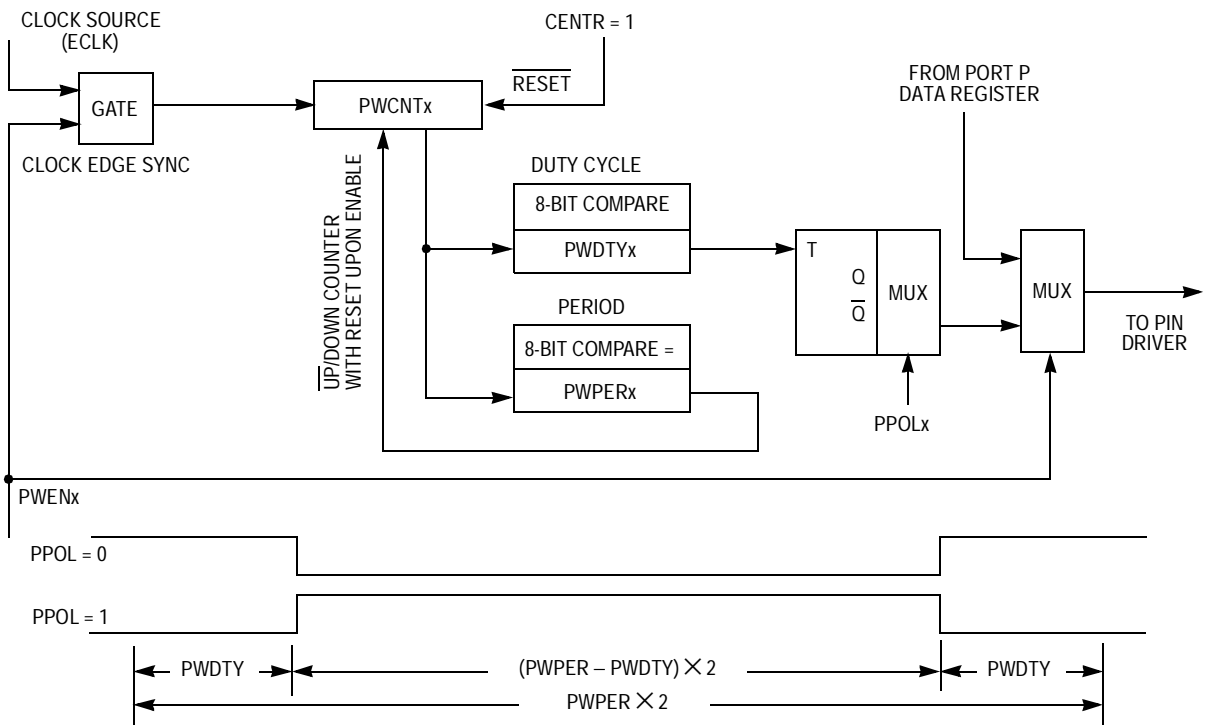 CLOCK SOURCE
(ECLK)
CENTR = 1
RESET
FROM PORT P
DATA REGISTER
GATE
PWCNTx
CLOCK EDGE SYNC
UP/DOWN COUNTER
WITH RESET UPON ENABLE
DUTY CYCLE
8-BIT COMPARE
PWDTYx
PERIOD
8-BIT COMPARE =
PWPERx
T
Q
Q
MUX
MUX
TO PIN
DRIVER
PPOLx
PWENx
PPOL = 0
PPOL = 1
PWDTY
(PWPER – PWDTY) × 2
PWDTY
PWPER × 2